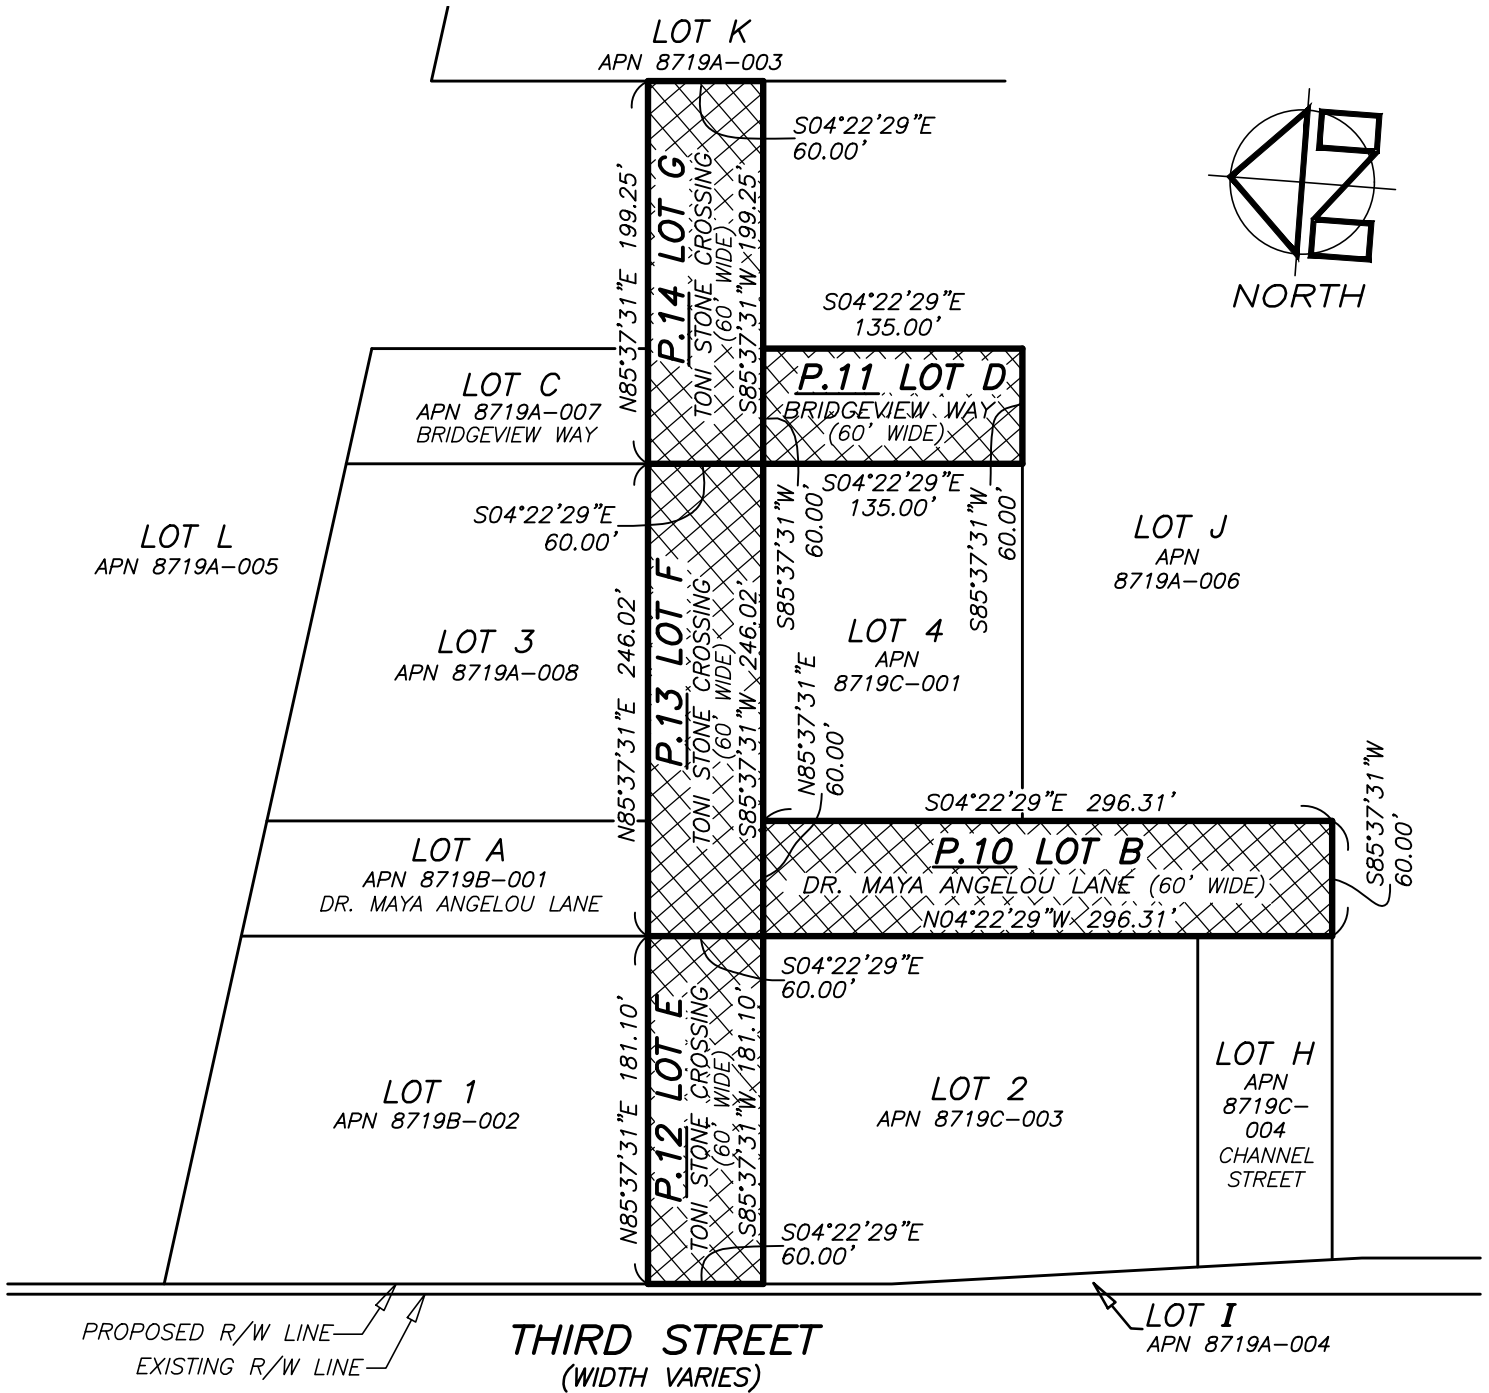 LOT K
APN 8719A-003
S04°22'29"E
60.00'
N85°37'31"E 199.25'
P.14 LOT G
TONI STONE CROSSING
(60' WIDE)
S85°37'31"W 199.25'
NORTH
S04°22'29"E
135.00'
LOT C
APN 8719A-007
BRIDGEVIEW WAY
P.11 LOT D
BRIDGEVIEW WAY
(60' WIDE)
S04°22'29"E
60.00'
S85°37'31"W
60.00'
S04°22'29"E
135.00'
S85°37'31"W
60.00'
LOT L
APN 8719A-005
LOT J
APN
8719A-006
LOT 3
APN 8719A-008
N85°37'31"E 246.02'
P.13 LOT F
TONI STONE CROSSING
(60' WIDE)
S85°37'31"W 246.02'
LOT 4
APN
8719C-001
N85°37'31"E
60.00'
S04°22'29"E 296.31'
S85°37'31"W
60.00'
LOT A
APN 8719B-001
DR. MAYA ANGELOU LANE
P.10 LOT B
DR. MAYA ANGELOU LANE (60' WIDE)
N04°22'29"W 296.31'
S04°22'29"E
60.00'
LOT 1
APN 8719B-002
N85°37'31"E 181.10'
P.12 LOT E
TONI STONE CROSSING
(60' WIDE)
S85°37'31"W 181.10'
LOT 2
APN 8719C-003
LOT H
APN
8719C-
004
CHANNEL
STREET
S04°22'29"E
60.00'
PROPOSED R/W LINE
EXISTING R/W LINE
THIRD STREET
(WIDTH VARIES)
LOT I
APN 8719A-004